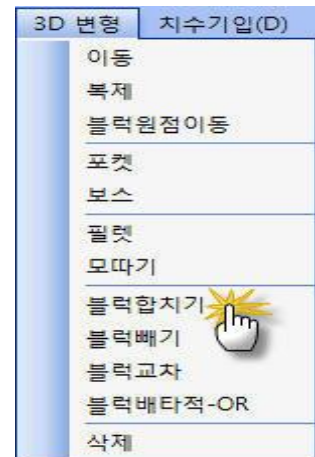 3D 변형 치수기입(D)
이동
복제
블럭원점이동
포켓
보스
필렛
모따기
블럭합치기
블럭빼기
블럭교차
블럭배타적-OR
삭제